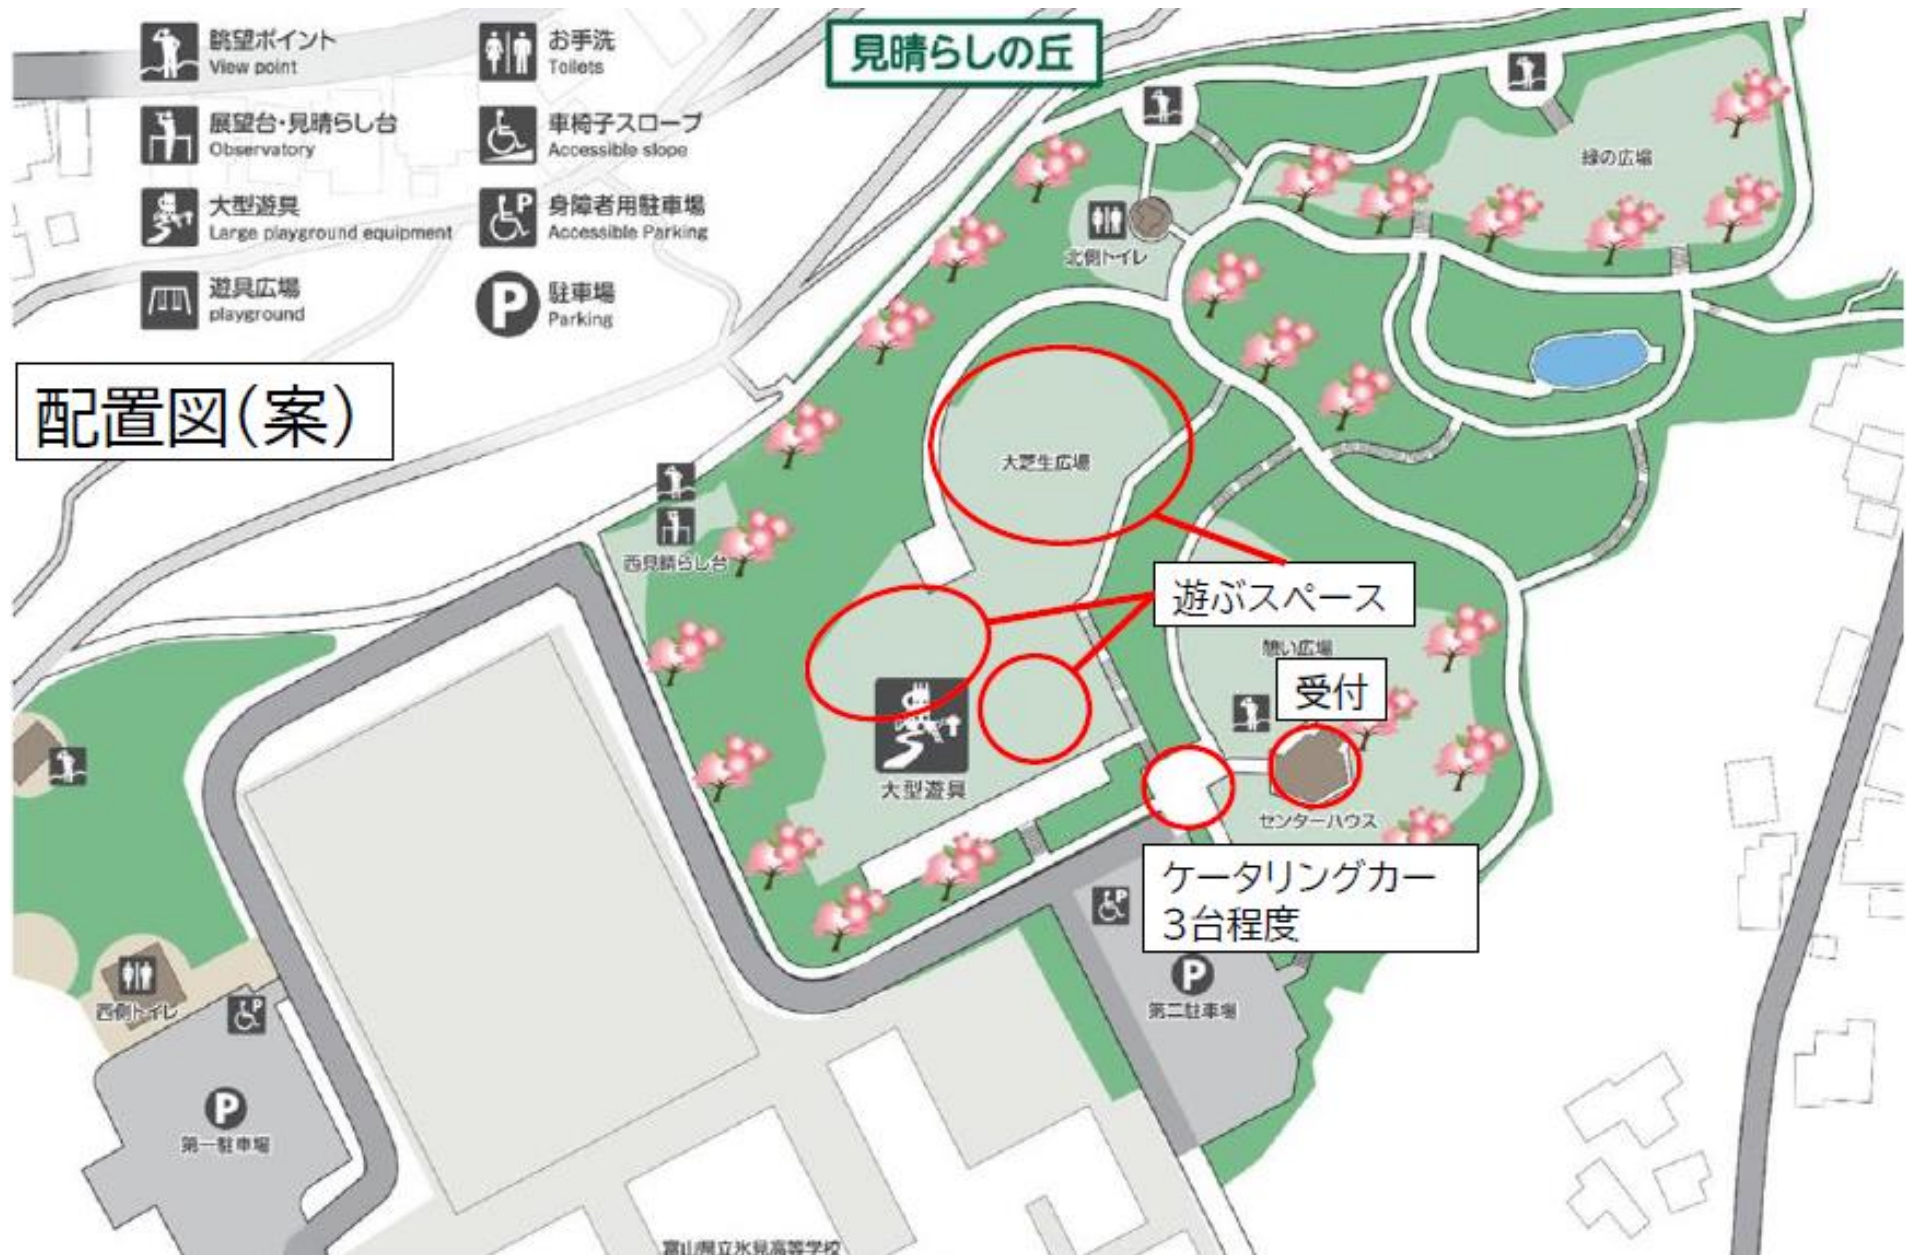 眺望ポイント
View point
展望台・見晴らし台
Observatory
大型遊具
Large playground equipment
遊具広場
playground
お手洗
Toilets
車椅子スロープ
Accessible slope
身障者用駐車場
Accessible Parking
P
駐車場
Parking
見晴らしの丘
配置図(案)
緑の広場
北側トイレ
大芝生広場
西見晴らし台
遊ぶスペース
憩い広場
受付
大型遊具
センターハウス
ケータリングカー
3台程度
P
P
第二駐車場
西側トイレ
P
P
第一駐車場
富山県立氷見高等学校